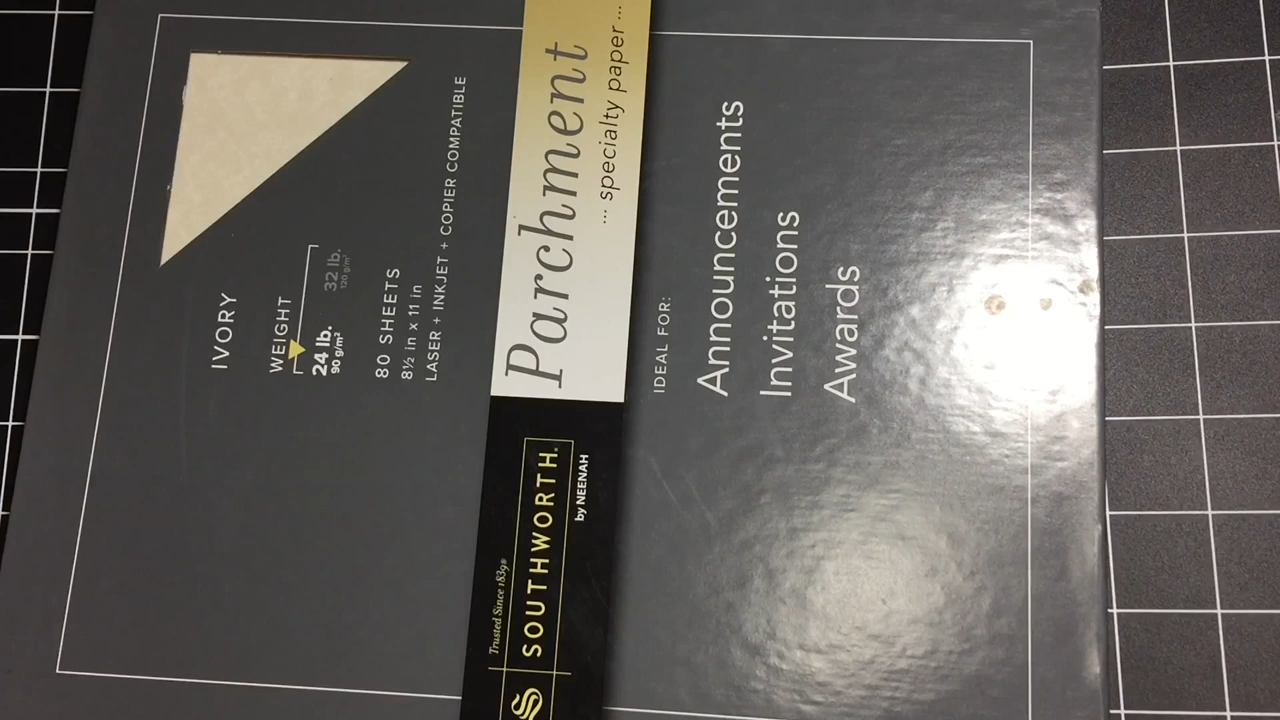 IVORY
WEIGHT
24 lb. 32 lb.
90 g/m² 120 g/m²
80 SHEETS
8½ in x 11 in
LASER + INKJET + COPIER COMPATIBLE
Trusted Since 1839®
SOUTHWORTH®
by NEENAH
Parchment
... specialty paper ...
IDEAL FOR:
Announcements
Invitations
Awards